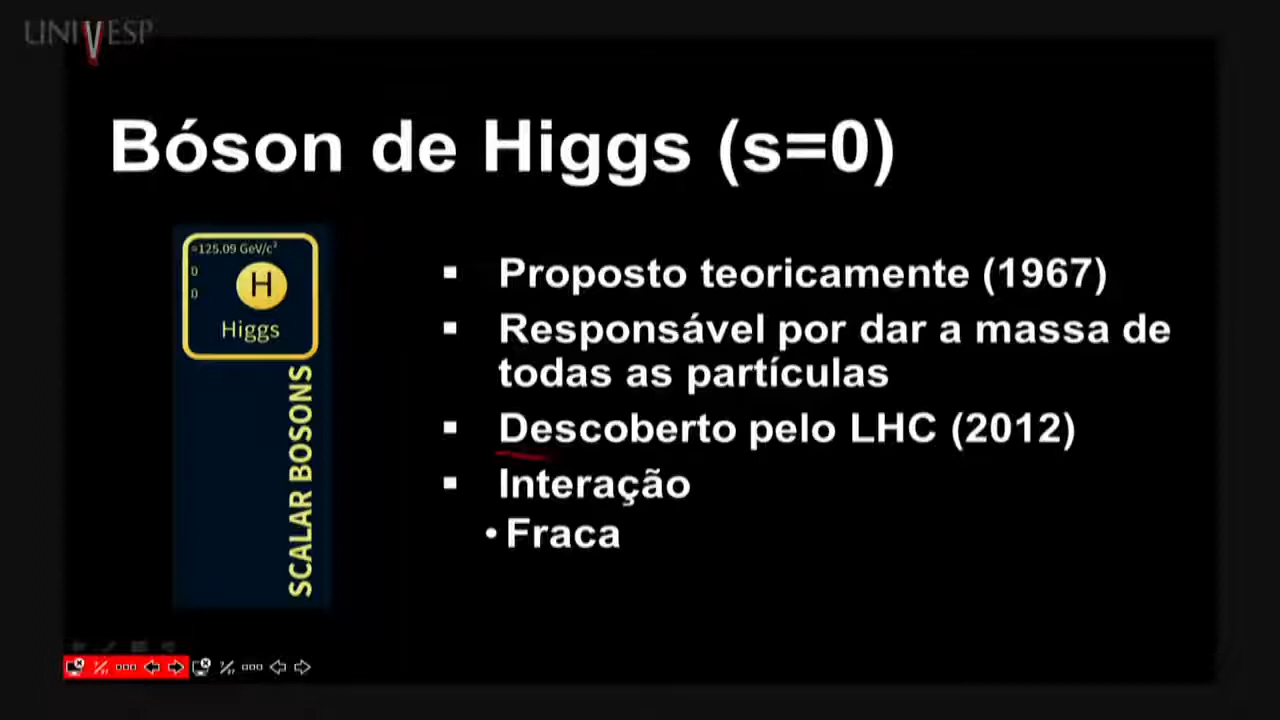 UNIVESP
Bóson de Higgs (s=0)
≈125.09 GeV/c²
0
0
H
Higgs
SCALAR BOSONS
▪ Proposto teoricamente (1967)
▪ Responsável por dar a massa de
todas as partículas
▪ Descoberto pelo LHC (2012)
▪ Interação
• Fraca